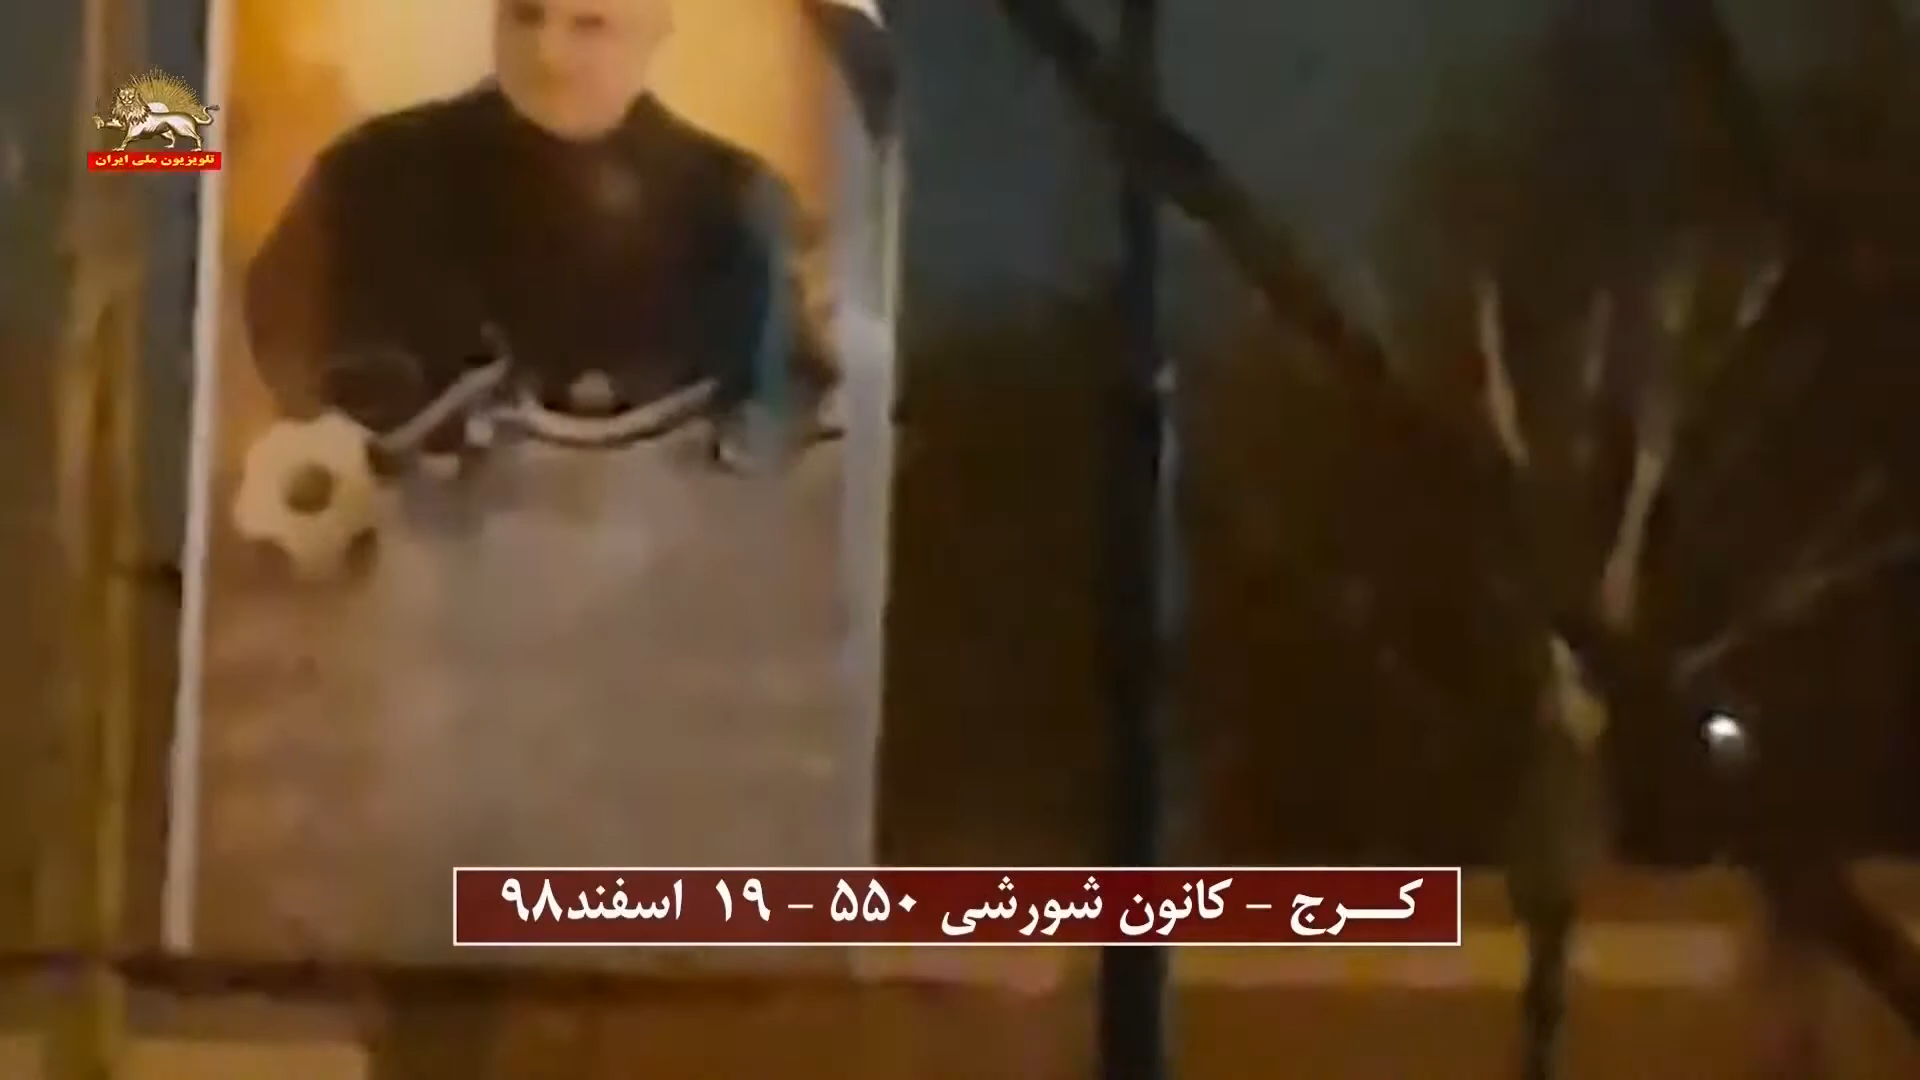 تلویزیون ملی ایران
کـــرج - کانون شورشی ۵۵۰ - ۱۹ اسفند۹۸